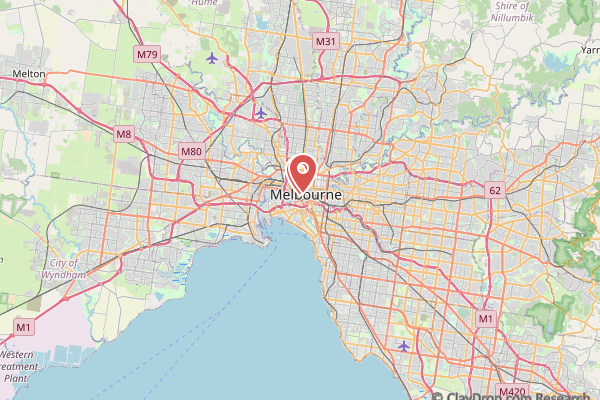 Hume
Shire of
Nillumbik
M31
M79
Yarr
Melton
M8
M80
62
Melbourne
City of
Wyndham
M1
M1
Western
Treatment
Plant
M420
© ClayDrop.com Research